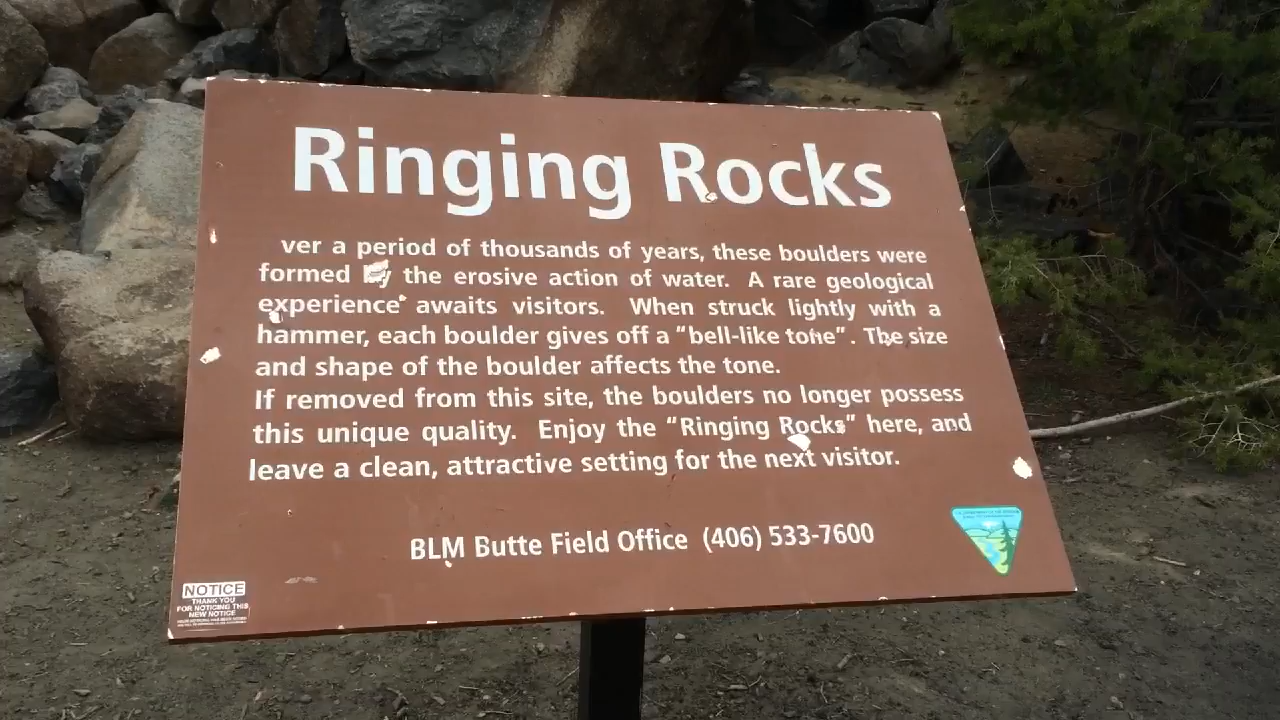 Ringing Rocks
ver a period of thousands of years, these boulders were
formed by the erosive action of water. A rare geological
experience awaits visitors. When struck lightly with a
hammer, each boulder gives off a “bell-like tone”. The size
and shape of the boulder affects the tone.
If removed from this site, the boulders no longer possess
this unique quality. Enjoy the “Ringing Rocks” here, and
leave a clean, attractive setting for the next visitor.
BLM Butte Field Office (406) 533-7600
NOTICE
THANK YOU
FOR NOTICING THIS
NEW NOTICE